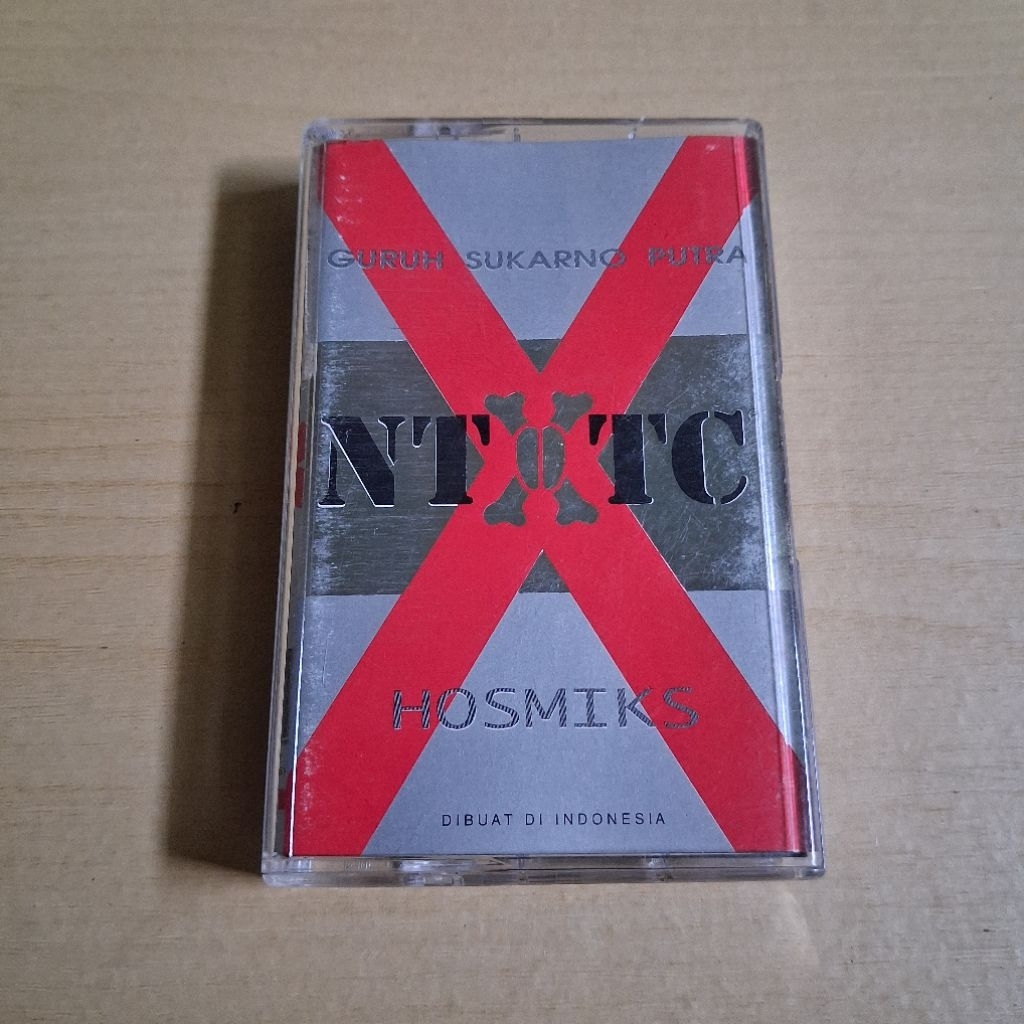 GURUH SUKARNO PUTRA
NTXTC
HOSMIKS
DIBUAT DI INDONESIA